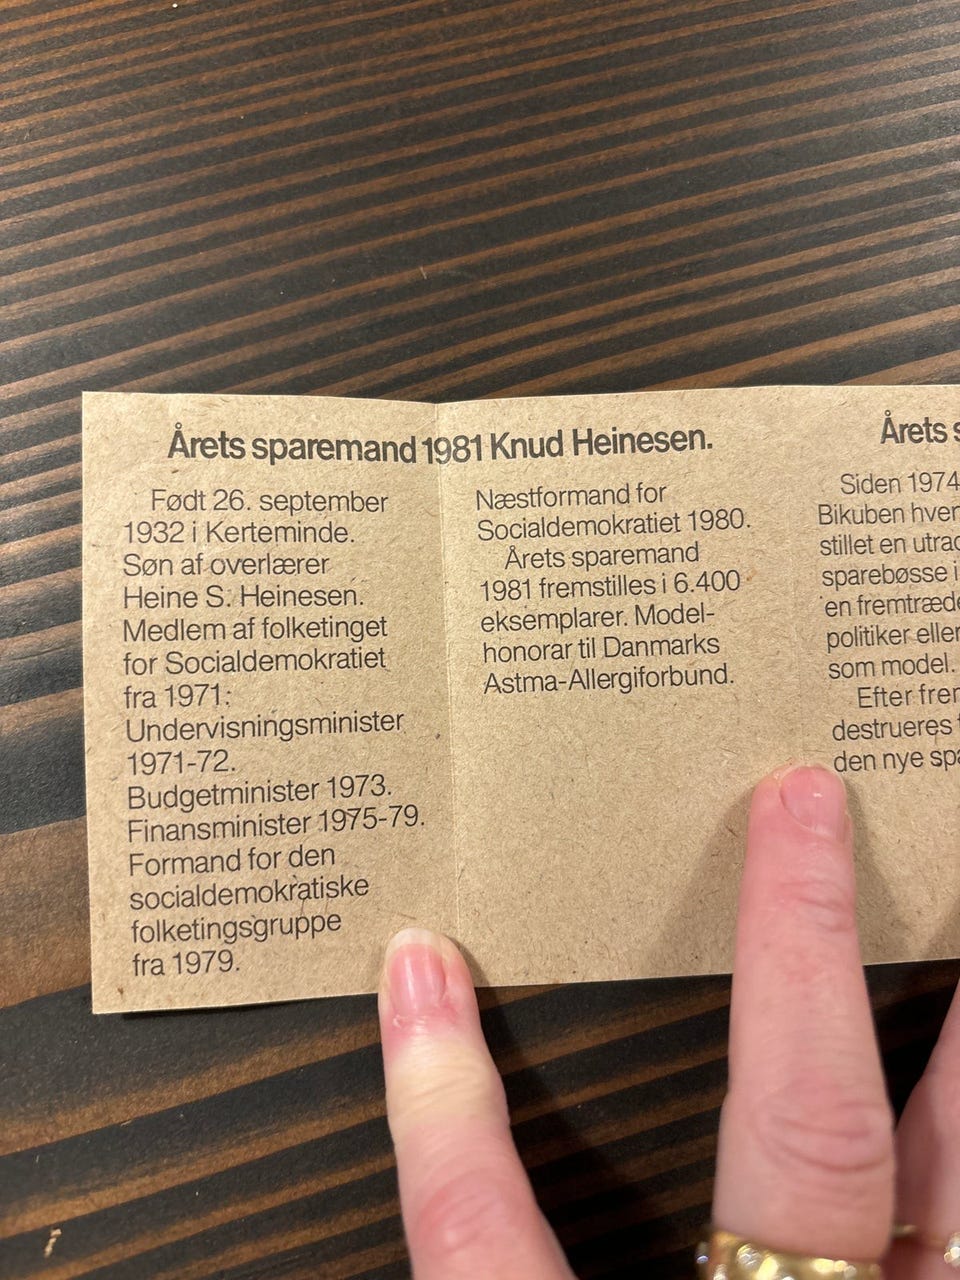 Årets sparemand 1981 Knud Heinesen.
Født 26. september
1932 i Kerteminde.
Søn af overlærer
Heine S. Heinesen.
Medlem af folketinget
for Socialdemokratiet
fra 1971:
Undervisningsminister
1971-72.
Budgetminister 1973.
Finansminister 1975-79.
Formand for den
socialdemokratiske
folketingsgruppe
fra 1979.
Næstformand for
Socialdemokratiet 1980.
Årets sparemand
1981 fremstilles i 6.400
eksemplarer. Model-
honorar til Danmarks
Astma-Allergiforbund.
Årets
Siden 1974
Bikuben
stillet en
sparebøsse
en
politiker eller
som model.
Efter
destrueres
den nye